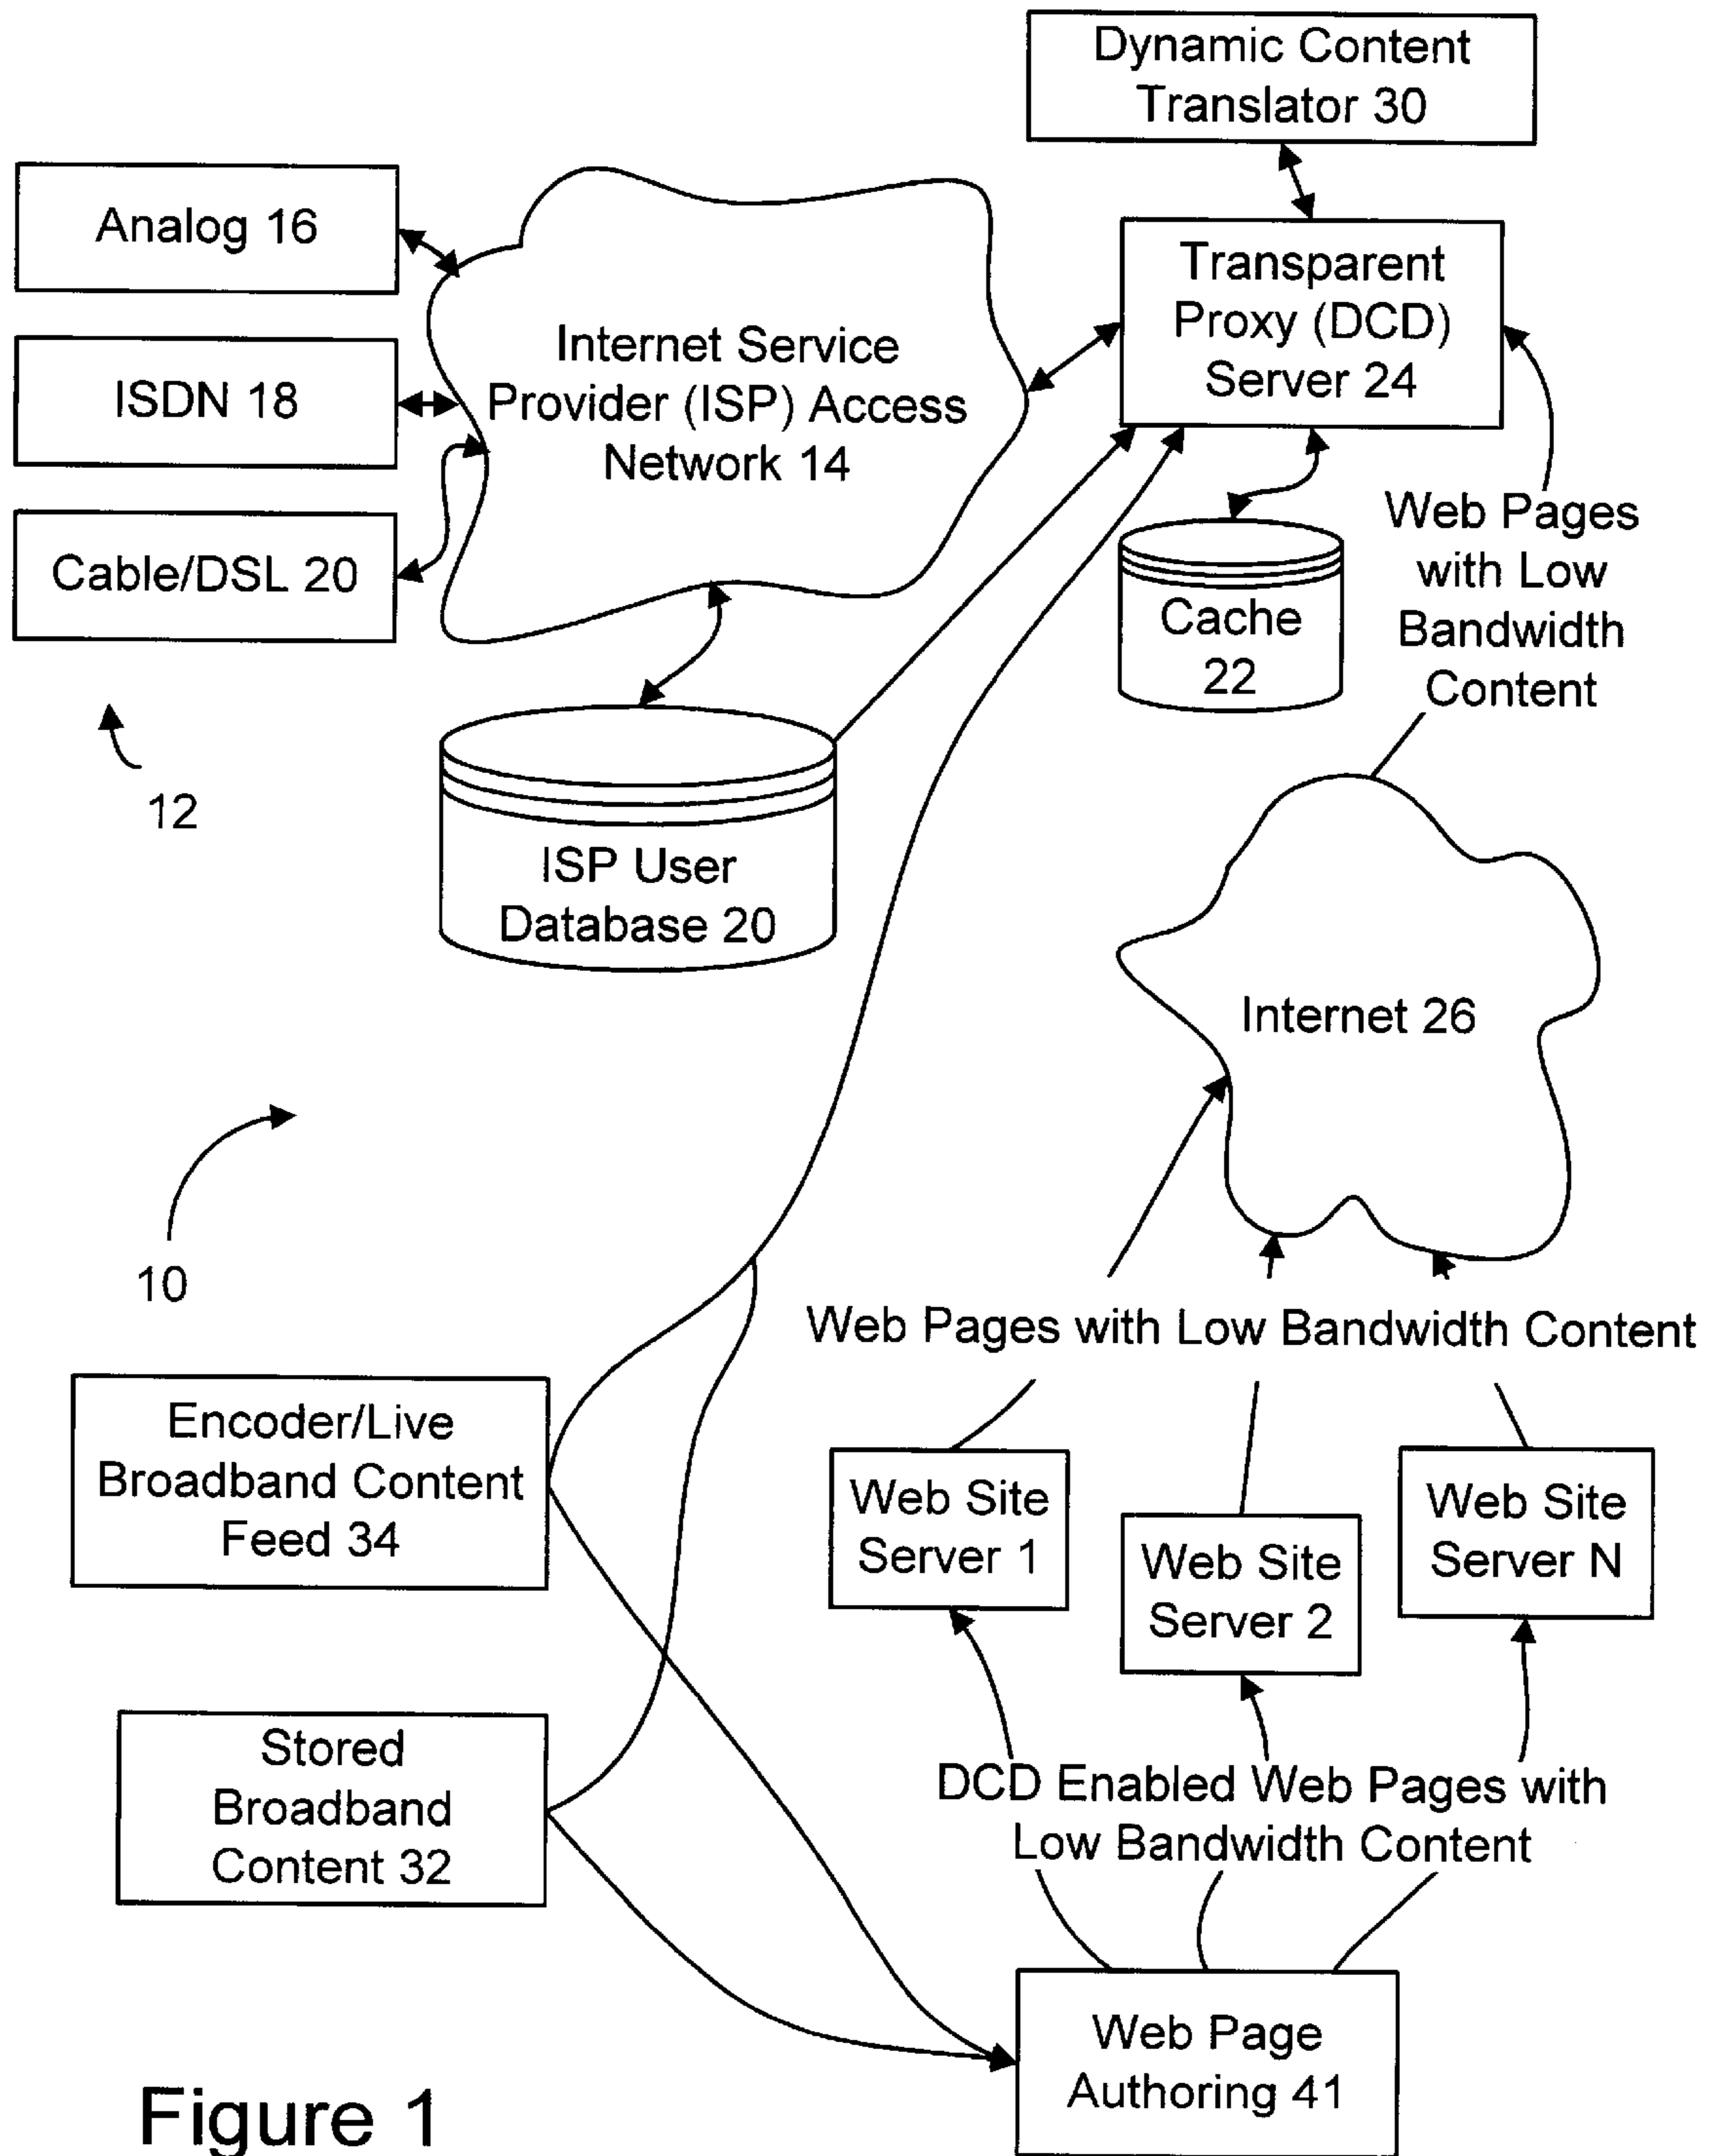 Dynamic Content
Translator 30
Analog 16
ISDN 18
Cable/DSL 20
12
Internet Service
Provider (ISP) Access
Network 14
Transparent
Proxy (DCD)
Server 24
Cache
22
Web Pages
with Low
Bandwidth
Content
ISP User
Database 20
Internet 26
10
Web Pages with Low Bandwidth Content
Encoder/Live
Broadband Content
Feed 34
Web Site
Server 1
Web Site
Server 2
Web Site
Server N
Stored
Broadband
Content 32
DCD Enabled Web Pages with
Low Bandwidth Content
Web Page
Authoring 41
Figure 1